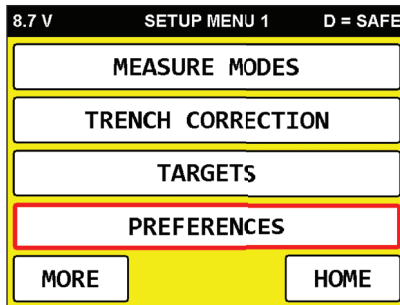 8.7 V SETUP MENU 1 D = SAFE
MEASURE MODES
TRENCH CORRECTION
TARGETS
PREFERENCES
MORE HOME